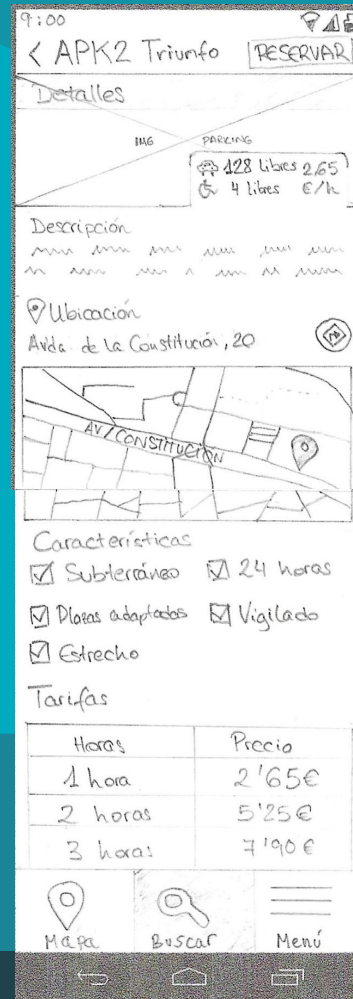 9:00
< APK2 Triunfo RESERVAR
Detalles
IMG PARKING
128 libres 2,65
4 libres €/h
Descripción
Ubicación
Avda. de la Constitución, 20
AV/CONSTITUCIÓN
Características
Subterráneo 24 horas
Plazas adaptadas Vigilado
Estrecho
Tarifas
Horas Precio
1 hora 2'65€
2 horas 5'25€
3 horas 7'90€
Mapa Buscar Menú